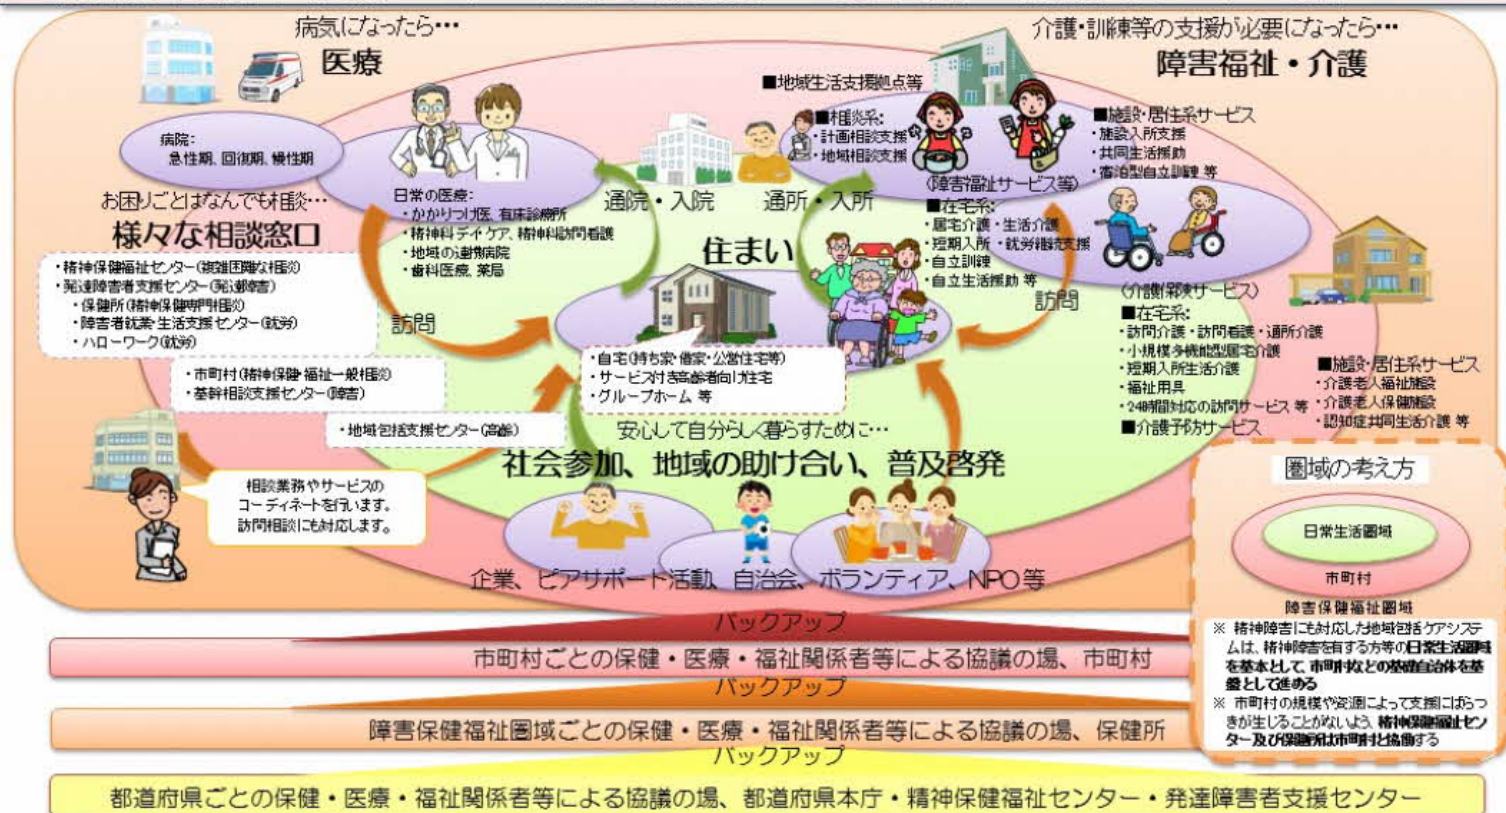 病気になったら…
医療
病院:
急性期、回復期、慢性期
日常の医療:
・かかりつけ医、有床診療所
・精神科デイケア、精神科訪問看護
・地域の連携病院
・歯科医療、薬局
介護・訓練等の支援が必要になったら…
障害福祉・介護
■地域生活支援拠点等
■相談系:
・計画相談支援
・地域相談支援
■施設・居住系サービス
・施設入所支援
・共同生活援助
・宿泊型自立訓練 等
(障害福祉サービス等)
■在宅系:
・居宅介護・生活介護
・短期入所・就労継続支援
・自立訓練
・自立生活援助 等
(介護保険サービス)
■在宅系:
・訪問介護・訪問看護・通所介護
・小規模多機能型居宅介護
・短期入所生活介護
・福祉用具
・24時間対応の訪問サービス 等
■介護予防サービス
■施設・居住系サービス
・介護老人福祉施設
・介護老人保健施設
・認知症共同生活介護 等
お困りごとはなんでも相談…
様々な相談窓口
・精神保健福祉センター(複雑困難な相談)
・発達障害者支援センター(発達障害)
・保健所(精神保健専門相談)
・障害者就業・生活支援センター(就労)
・ハローワーク(就労)
・市町村(精神保健・福祉一般相談)
・基幹相談支援センター(障害)
・地域包括支援センター(高齢)
相談業務やサービスの
コーディネートを行います。
訪問相談にも対応します。
通院・入院
通所・入所
訪問
訪問
住まい
・自宅(持ち家・借家・公営住宅等)
・サービス付き高齢者向け住宅
・グループホーム 等
安心して自分らしく暮らすために…
社会参加、地域の助け合い、普及啓発
企業、ピアサポート活動、自治会、ボランティア、NPO等
圏域の考え方
日常生活圏域
市町村
障害保健福祉圏域
※ 精神障害にも対応した地域包括ケアシステ
ムは、精神障害を有する方等の日常生活圏域
を基本として、市町村などの基礎自治体を基
盤として進める
※ 市町村の規模や資源によって支援にばらつ
きが生じることがないよう、精神保健福祉セン
ター及び保健所は市町村と協働する
バックアップ
市町村ごとの保健・医療・福祉関係者等による協議の場、市町村
バックアップ
障害保健福祉圏域ごとの保健・医療・福祉関係者等による協議の場、保健所
バックアップ
都道府県ごとの保健・医療・福祉関係者等による協議の場、都道府県本庁・精神保健福祉センター・発達障害者支援センター